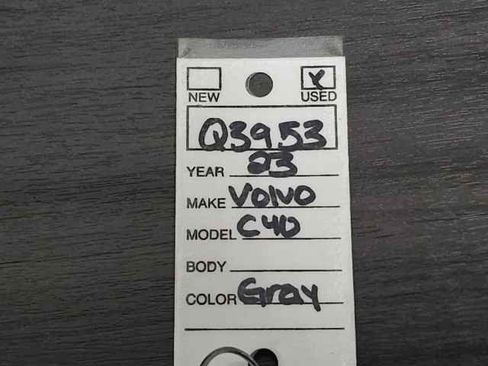 X
NEW USED
Q3953
YEAR 23
MAKE VOLVO
MODEL C40
BODY
COLOR Gray